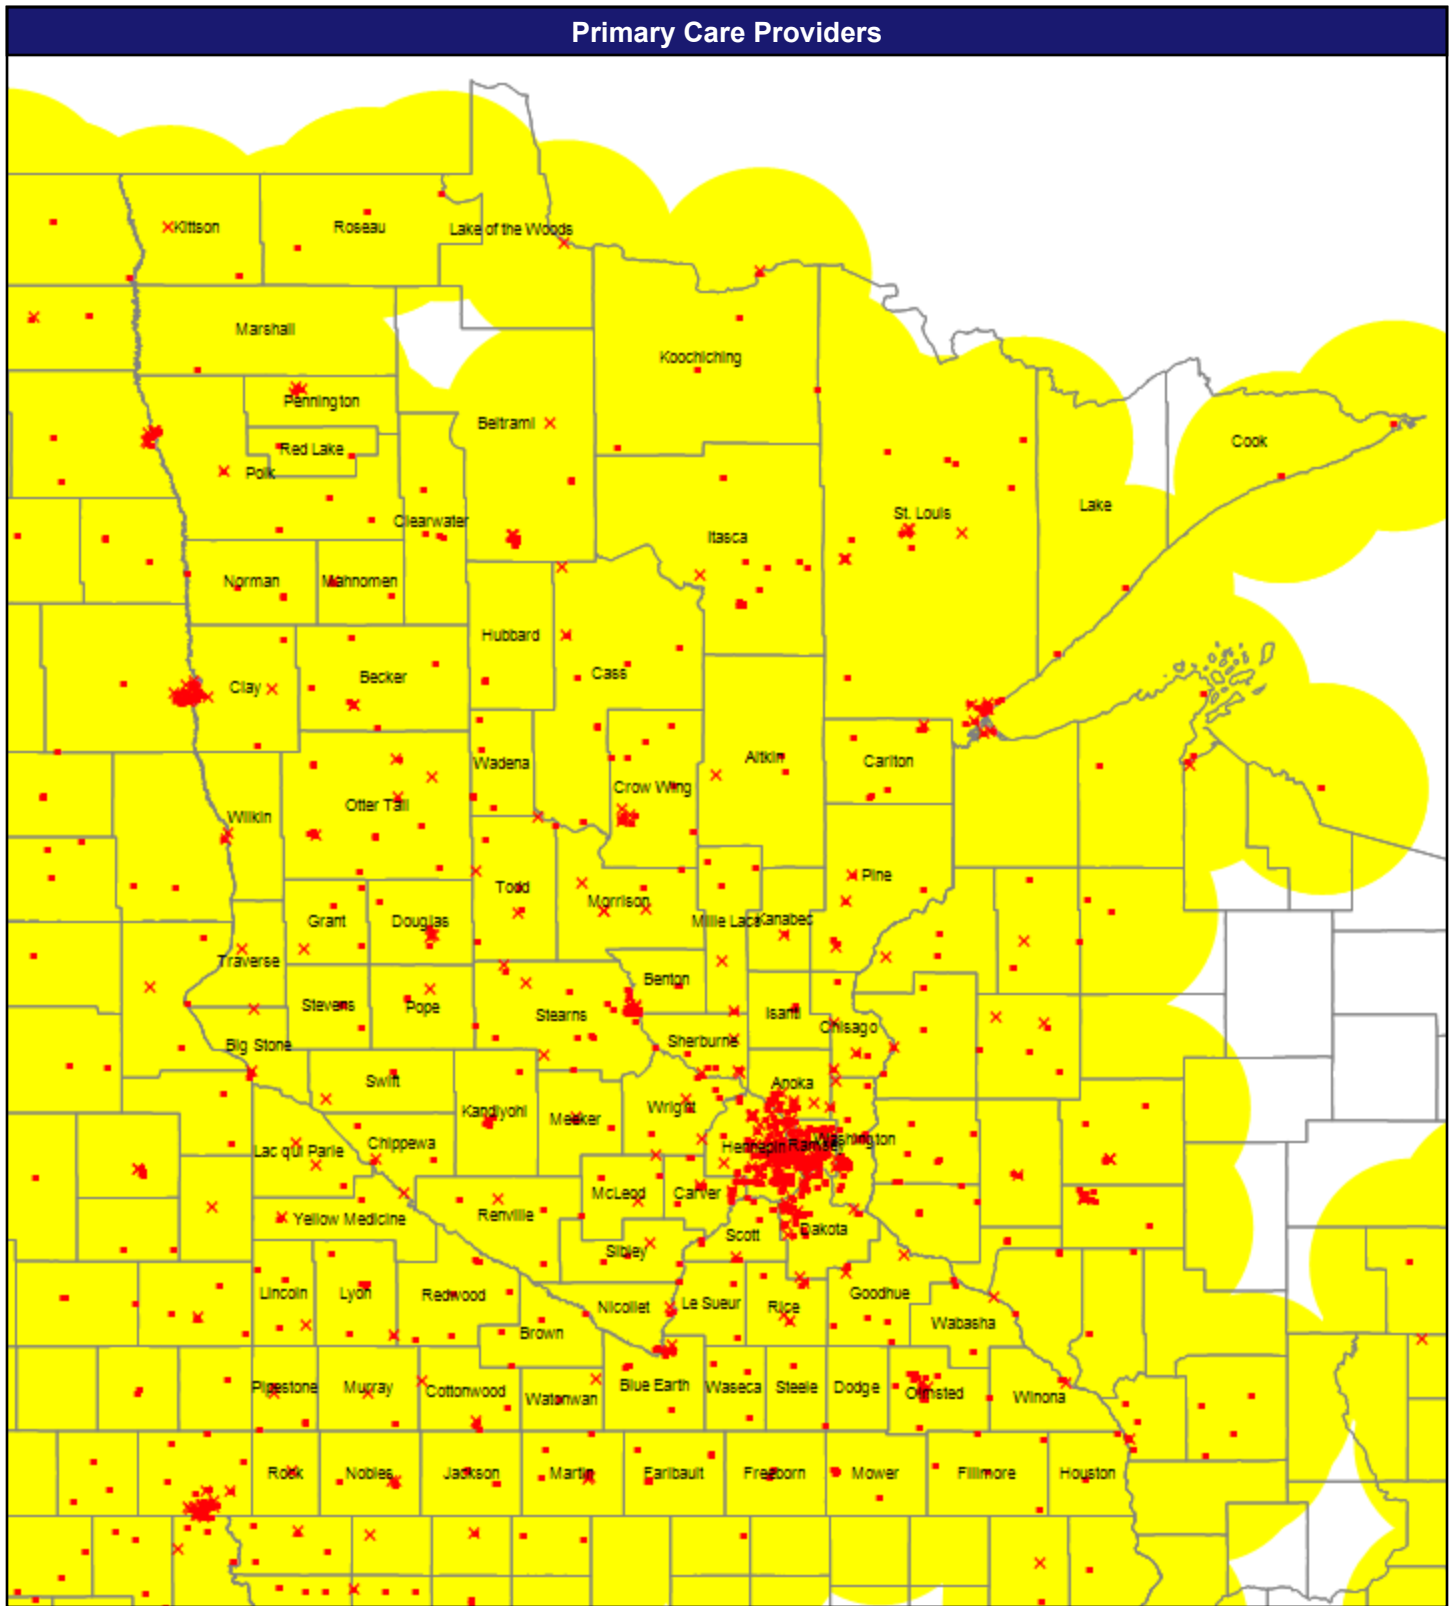 Primary Care Providers
Kittson
Roseau
Lake of the Woods
Marshall
Koochiching
Pennington
Beltrami
Red Lake
Cook
Polk
Clearwater
St. Louis
Lake
Itasca
Norman
Mahnomen
Hubbard
Cass
Clay
Becker
Wadena
Aitkin
Carlton
Crow Wing
Otter Tail
Wilkin
Pine
Todd
Morrison
Grant
Douglas
Mille Lacs
Kanabec
Traverse
Benton
Stevens
Pope
Stearns
Isanti
Chisago
Big Stone
Sherburne
Swift
Anoka
Kandiyohi
Meeker
Wright
Lac qui Parle
Chippewa
Hennepin
Ramsey
Washington
McLeod
Carver
Yellow Medicine
Renville
Scott
Dakota
Sibley
Lincoln
Lyon
Redwood
Nicollet
Le Sueur
Rice
Goodhue
Wabasha
Brown
Pipestone
Murray
Cottonwood
Watonwan
Blue Earth
Waseca
Steele
Dodge
Olmsted
Winona
Rock
Nobles
Jackson
Martin
Faribault
Freeborn
Mower
Fillmore
Houston